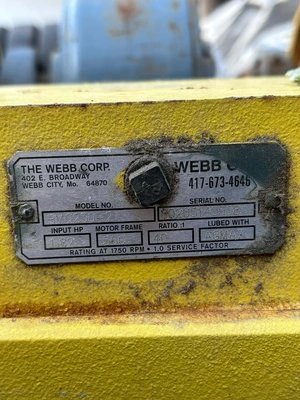 THE WEBB CORP. WEBB
402 E. BROADWAY
WEBB CITY, Mo. 64870 417-673-4646
MODEL NO. SERIAL NO.
INPUT HP MOTOR FRAME RATIO :1 LUBED WITH
RATING AT 1750 RPM • 1.0 SERVICE FACTOR